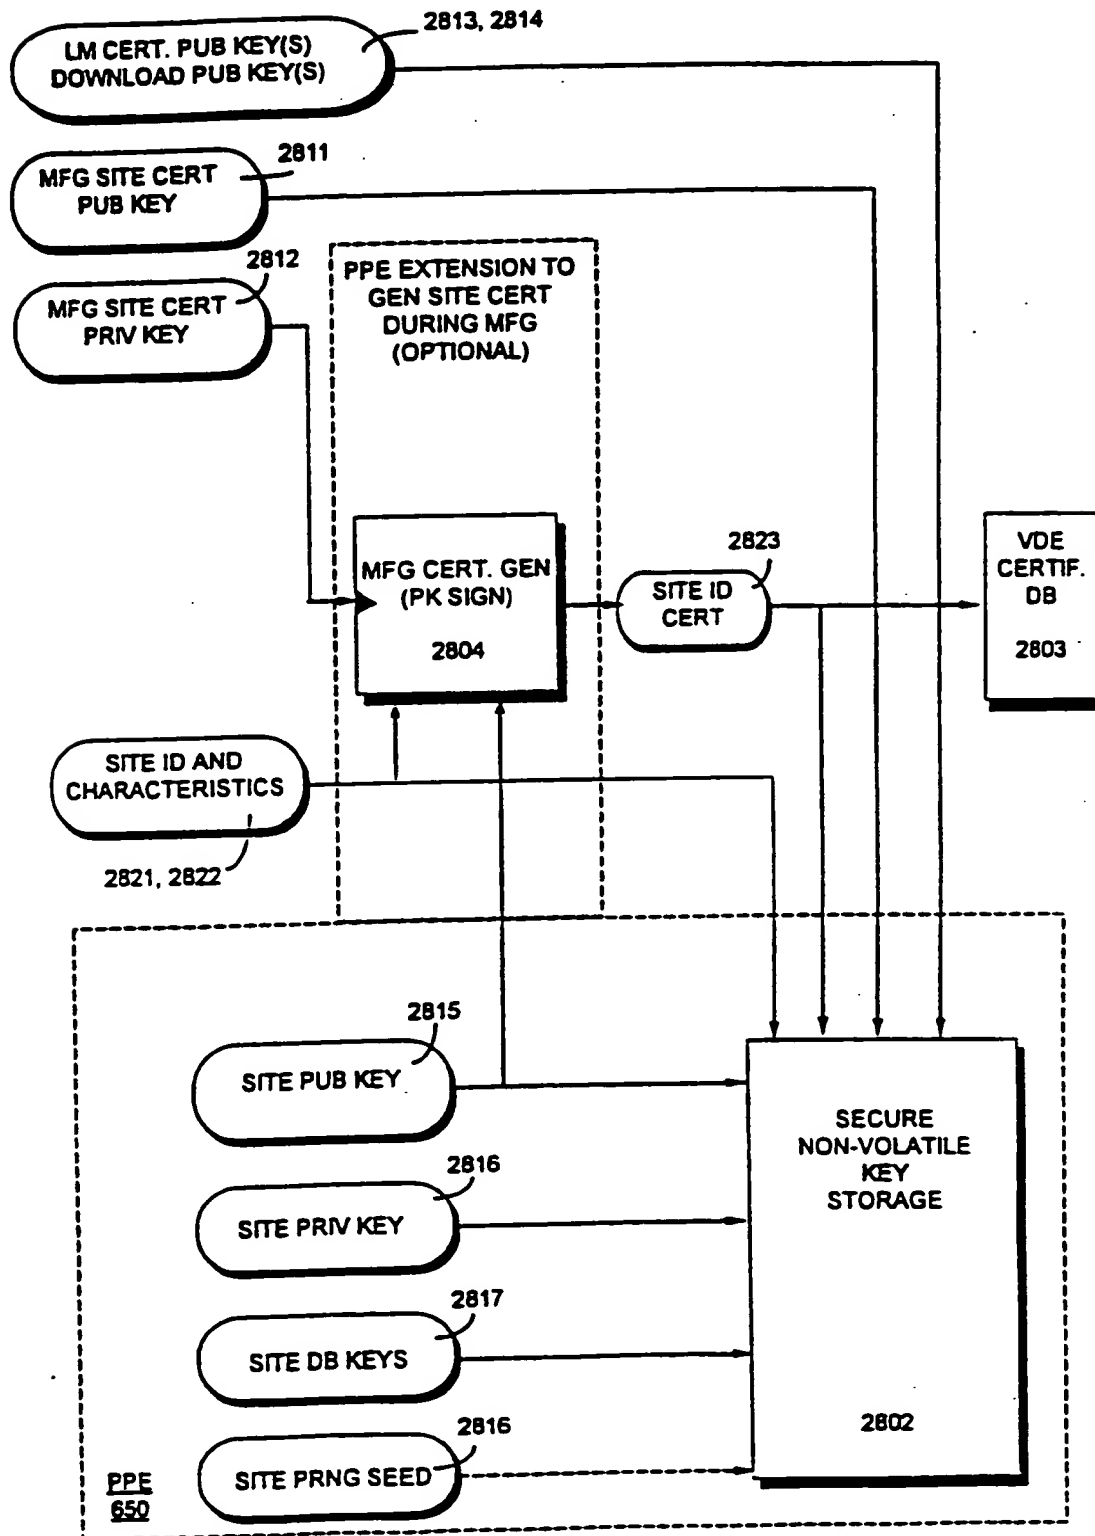 2813, 2814
LM CERT. PUB KEY(S)
DOWNLOAD PUB KEY(S)
2811
MFG SITE CERT
PUB KEY
2812
MFG SITE CERT
PRIV KEY
PPE EXTENSION TO
GEN SITE CERT
DURING MFG
(OPTIONAL)
MFG CERT. GEN
(PK SIGN)
2804
2823
SITE ID
CERT
VDE
CERTIF.
DB
2803
SITE ID AND
CHARACTERISTICS
2821, 2822
2815
SITE PUB KEY
2816
SITE PRIV KEY
2817
SITE DB KEYS
2816
SITE PRNG SEED
SECURE
NON-VOLATILE
KEY
STORAGE
2802
PPE
650